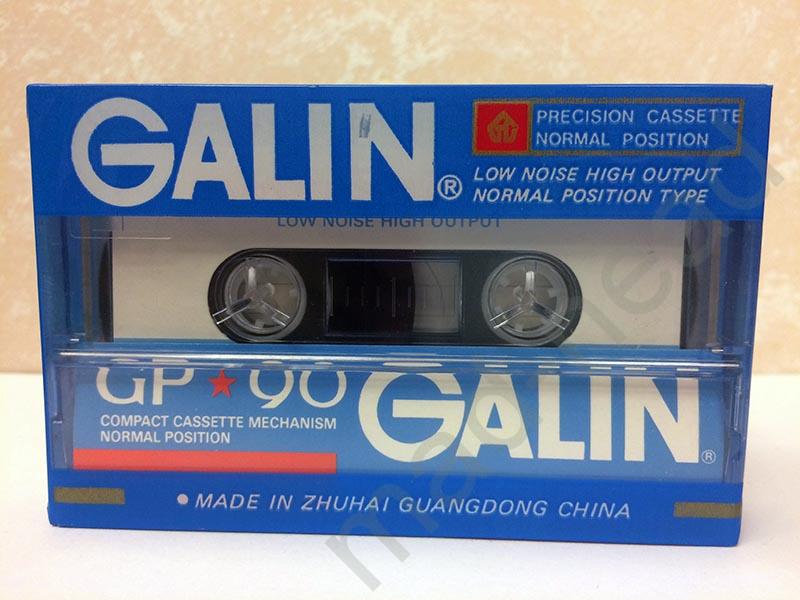 GALIN®
PRECISION CASSETTE
NORMAL POSITION
LOW NOISE HIGH OUTPUT
NORMAL POSITION TYPE
LOW NOISE HIGH OUTPUT
GP★90
COMPACT CASSETTE MECHANISM
NORMAL POSITION
GALIN®
• MADE IN ZHUHAI GUANGDONG CHINA